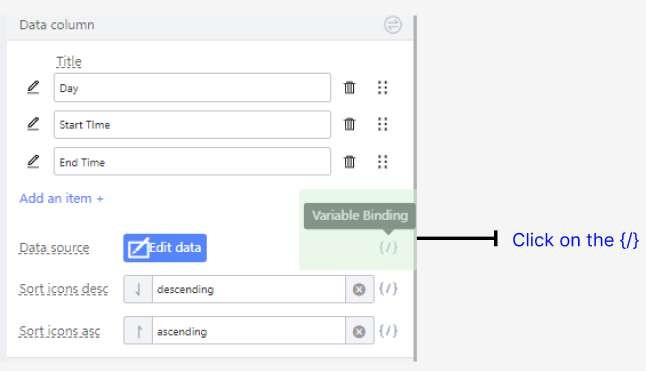 Data column
Title
Day
Start TIme
End Time
Add an item +
Variable Binding
Data source
Edit data
{/}
Click on the {/}
Sort icons desc
descending
{/}
Sort icons asc
ascending
{/}